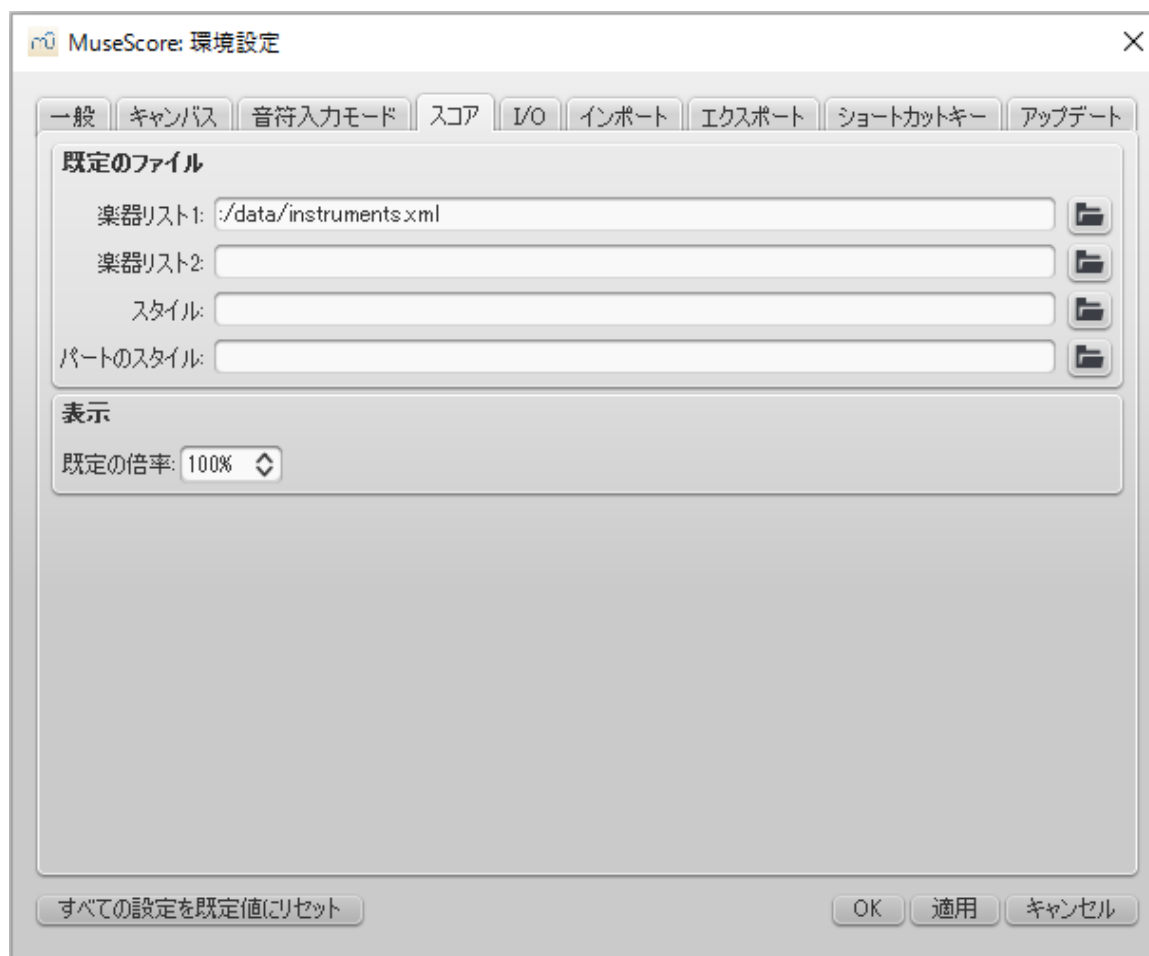 MuseScore: 環境設定
一般 キャンバス 音符入力モード スコア I/O インポート エクスポート ショートカットキー アップデート
既定のファイル
楽器リスト1: :/data/instruments.xml
楽器リスト2:
スタイル:
パートのスタイル:
表示
既定の倍率: 100%
すべての設定を既定値にリセット OK 適用 キャンセル